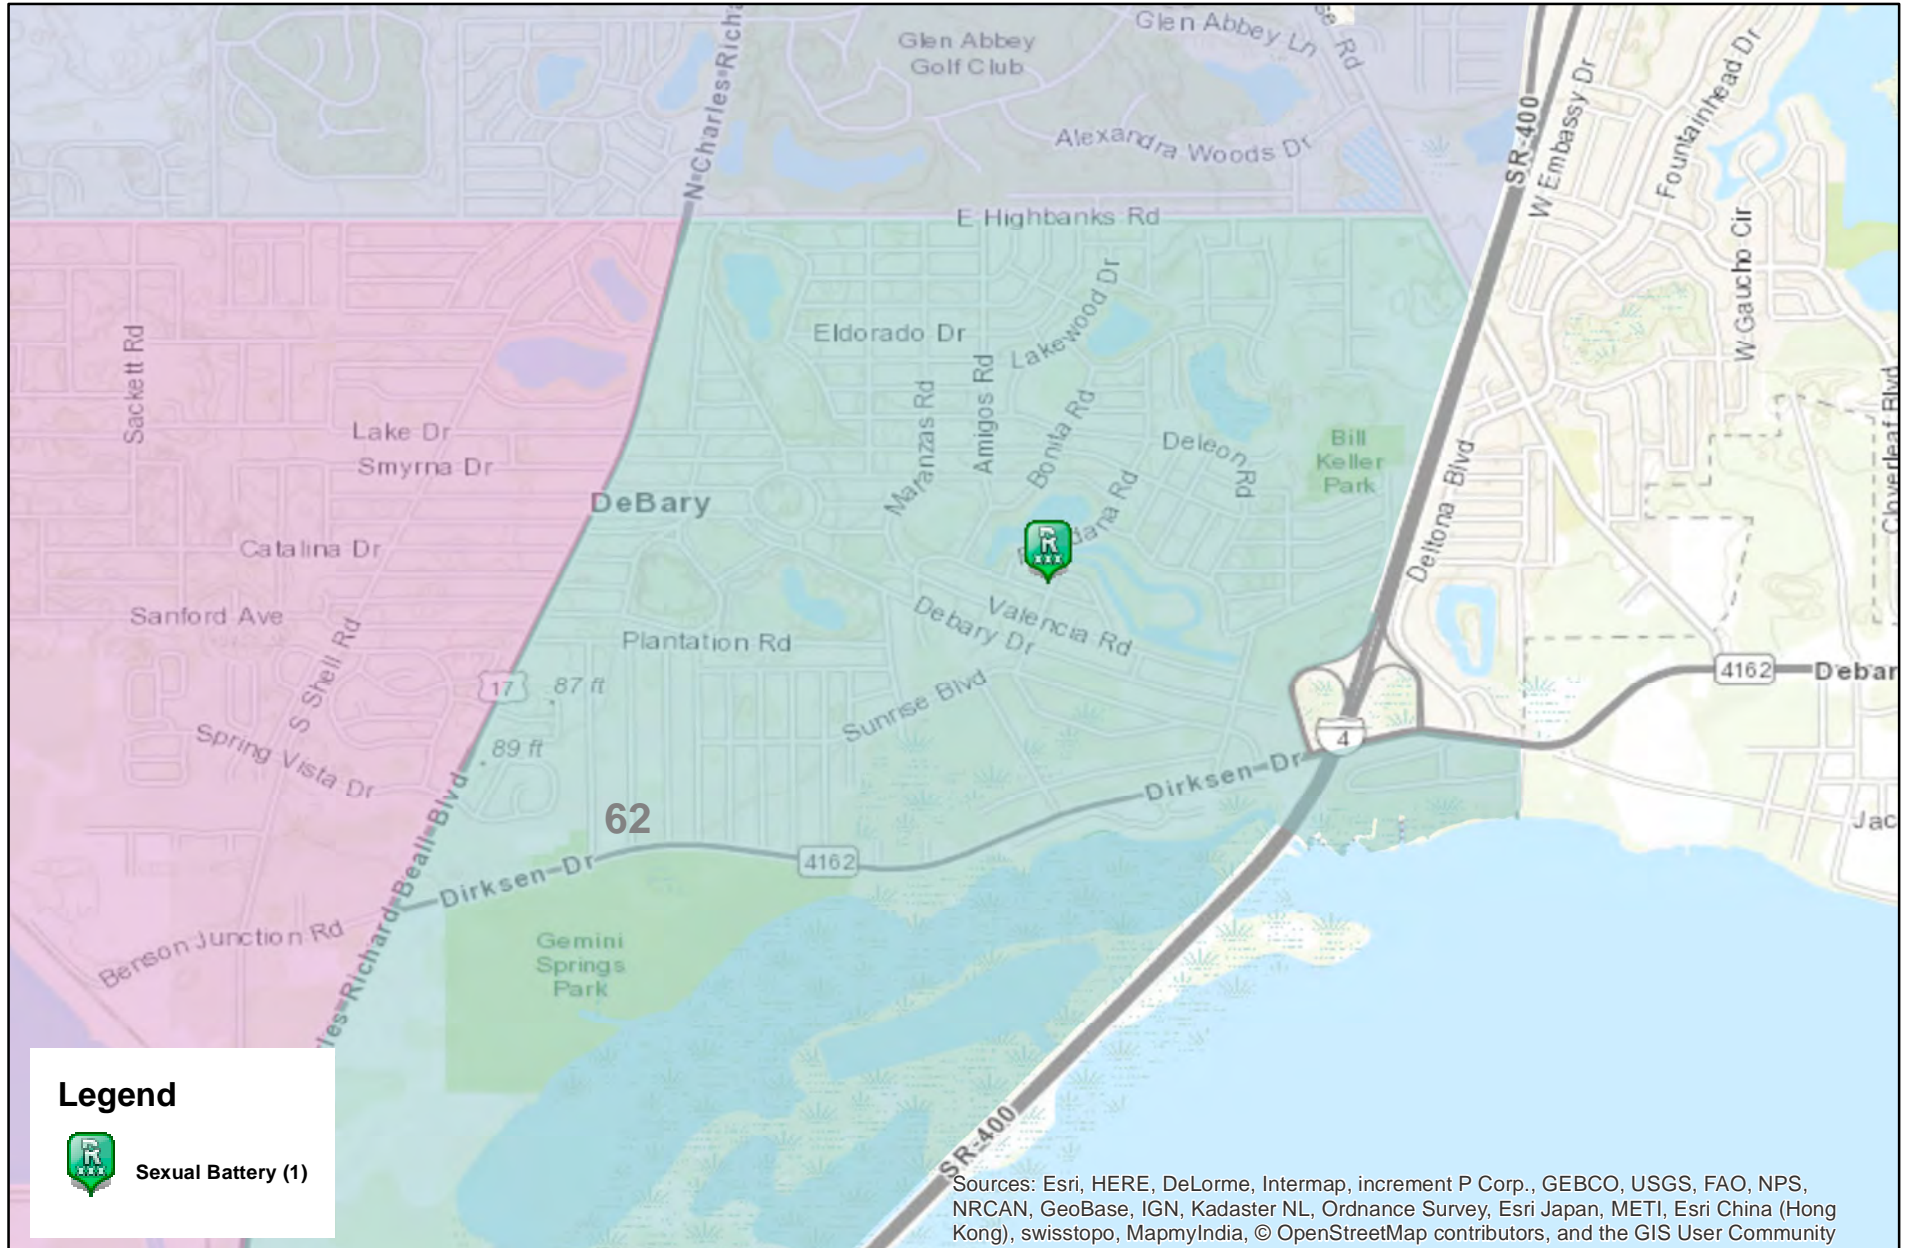 Glen Abbey
Golf Club
Glen Abbey Ln
Rd
N Charles Rich
Alexandra Woods Dr
SR-400
W Embassy Dr
Fountainhead Dr
W Gaucho Cir
E Highbanks Rd
Sackett Rd
Eldorado Dr
Lakewood Dr
Maranzas Rd
Amigos Rd
Bonita Rd
Deleon Rd
Bill
Keller
Park
Cloverleaf Blvd
Lake Dr
Smyrna Dr
DeBary
Deltona Blvd
Catalina Dr
Sanford Ave
S Shell Rd
Plantation Rd
Valencia Rd
Debary Dr
Sunrise Blvd
17
87 ft
89 ft
Spring Vista Dr
4162
Debar
4
Dirksen Dr
62
Jac
4162
Dirksen Dr
Benson Junction Rd
les Richard Beall Blvd
Gemini
Springs
Park
SR-400
Legend
R
Sexual Battery (1)
Sources: Esri, HERE, DeLorme, Intermap, increment P Corp., GEBCO, USGS, FAO, NPS,
NRCAN, GeoBase, IGN, Kadaster NL, Ordnance Survey, Esri Japan, METI, Esri China (Hong
Kong), swisstopo, MapmyIndia, © OpenStreetMap contributors, and the GIS User Community